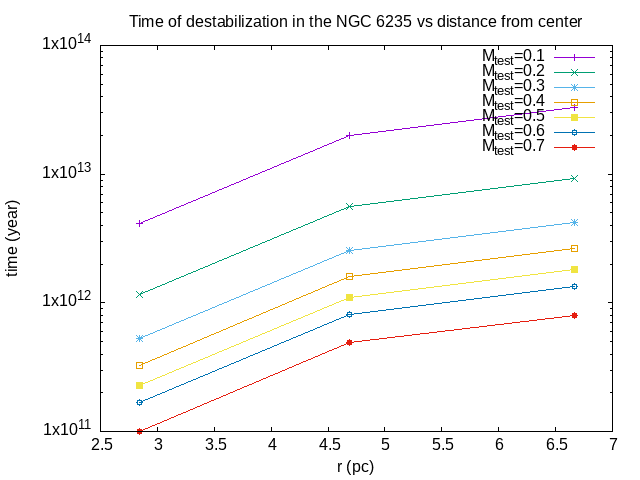 Time of destabilization in the NGC 6235 vs distance from center
1x10^14
1x10^13
1x10^12
1x10^11
time (year)
M_test=0.1
M_test=0.2
M_test=0.3
M_test=0.4
M_test=0.5
M_test=0.6
M_test=0.7
2.5 3 3.5 4 4.5 5 5.5 6 6.5 7
r (pc)